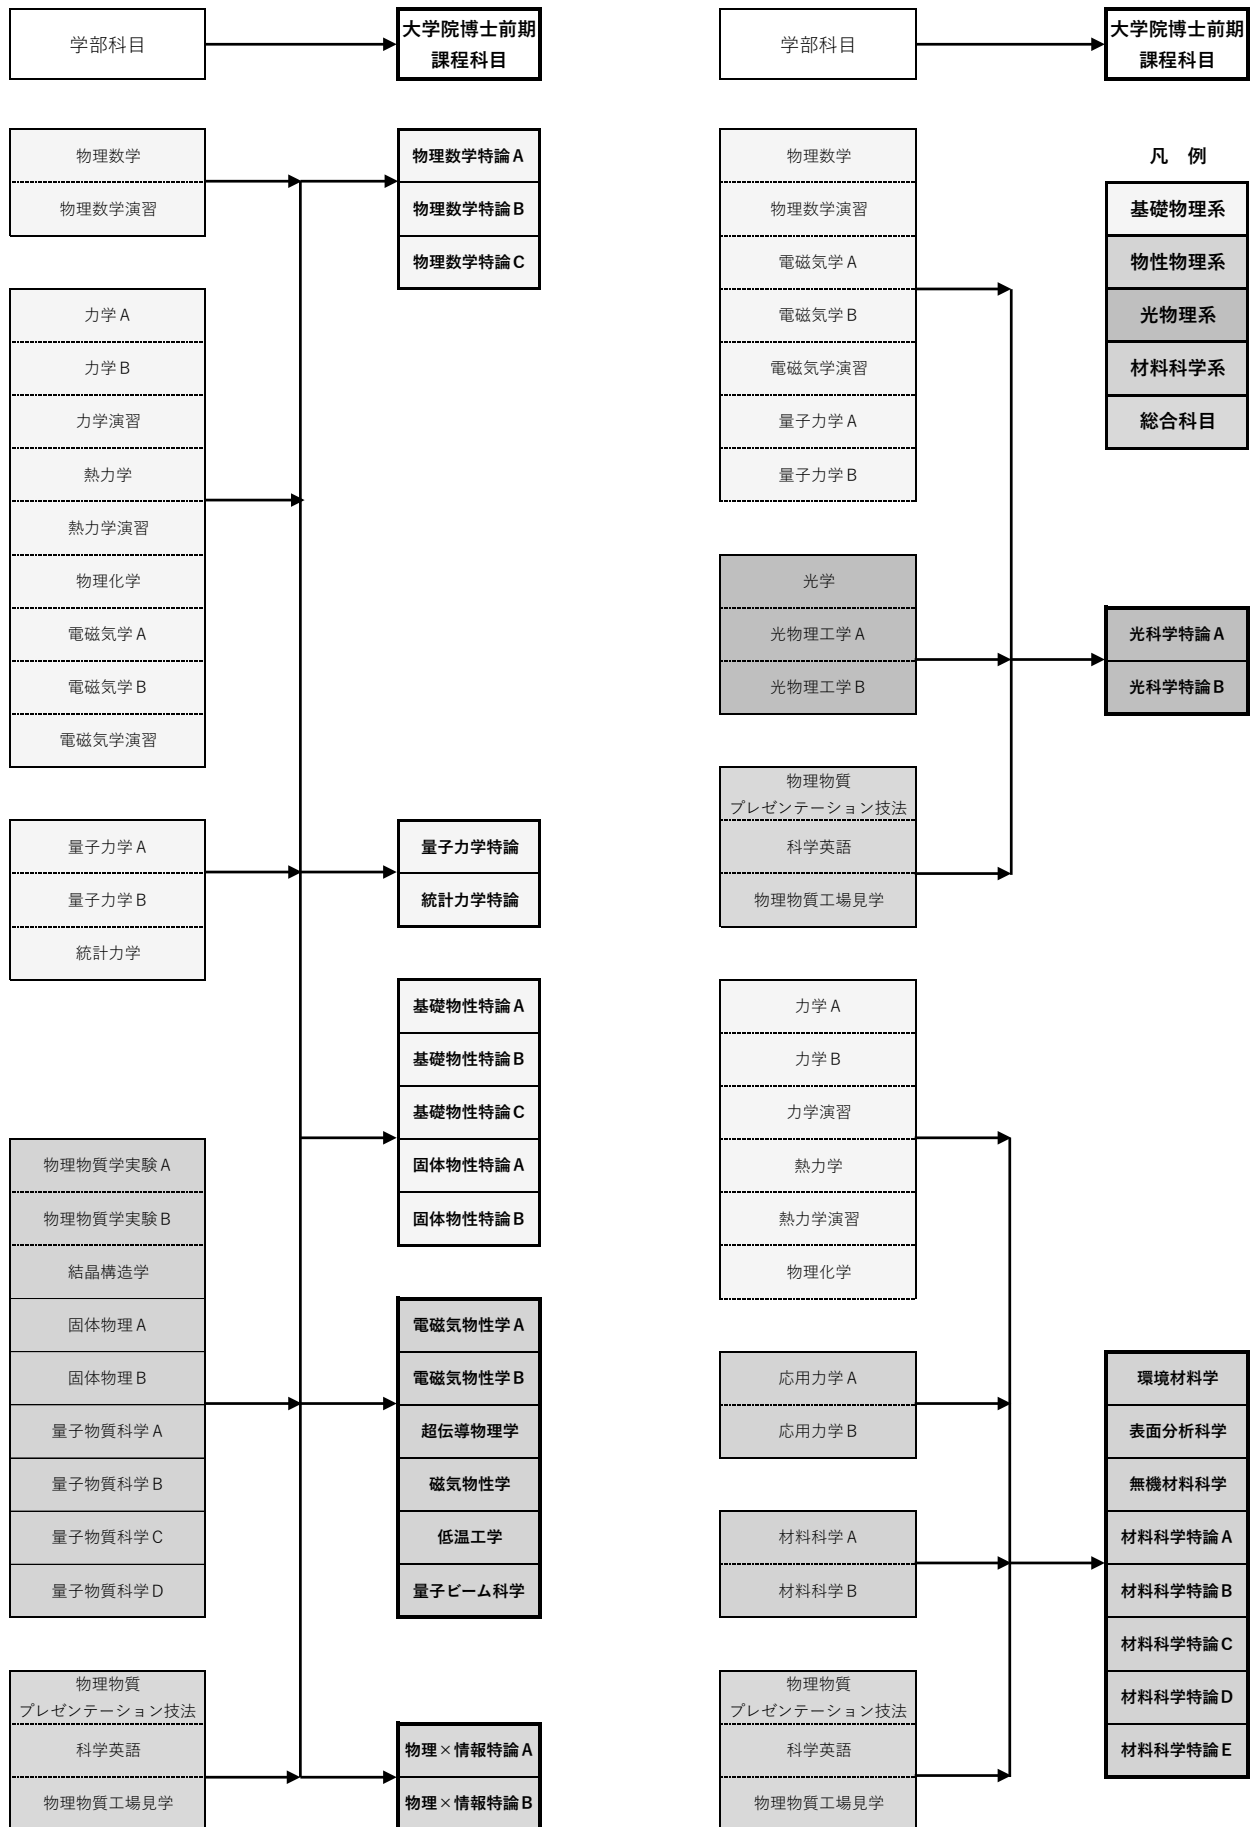 学部科目
大学院博士前期
課程科目
物理数学
物理数学演習
物理数学特論A
物理数学特論B
物理数学特論C
力学A
力学B
力学演習
熱力学
熱力学演習
物理化学
電磁気学A
電磁気学B
電磁気学演習
量子力学A
量子力学B
統計力学
量子力学特論
統計力学特論
基礎物性特論A
基礎物性特論B
基礎物性特論C
固体物性特論A
固体物性特論B
物理物質学実験A
物理物質学実験B
結晶構造学
固体物理A
固体物理B
量子物質科学A
量子物質科学B
量子物質科学C
量子物質科学D
電磁気物性学A
電磁気物性学B
超伝導物理学
磁気物性学
低温工学
量子ビーム科学
物理物質
プレゼンテーション技法
科学英語
物理物質工場見学
物理×情報特論A
物理×情報特論B
学部科目
大学院博士前期
課程科目
凡 例
基礎物理系
物性物理系
光物理系
材料科学系
総合科目
物理数学
物理数学演習
電磁気学A
電磁気学B
電磁気学演習
量子力学A
量子力学B
光学
光物理工学A
光物理工学B
光科学特論A
光科学特論B
物理物質
プレゼンテーション技法
科学英語
物理物質工場見学
力学A
力学B
力学演習
熱力学
熱力学演習
物理化学
応用力学A
応用力学B
材料科学A
材料科学B
環境材料学
表面分析科学
無機材料科学
材料科学特論A
材料科学特論B
材料科学特論C
材料科学特論D
材料科学特論E
物理物質
プレゼンテーション技法
科学英語
物理物質工場見学